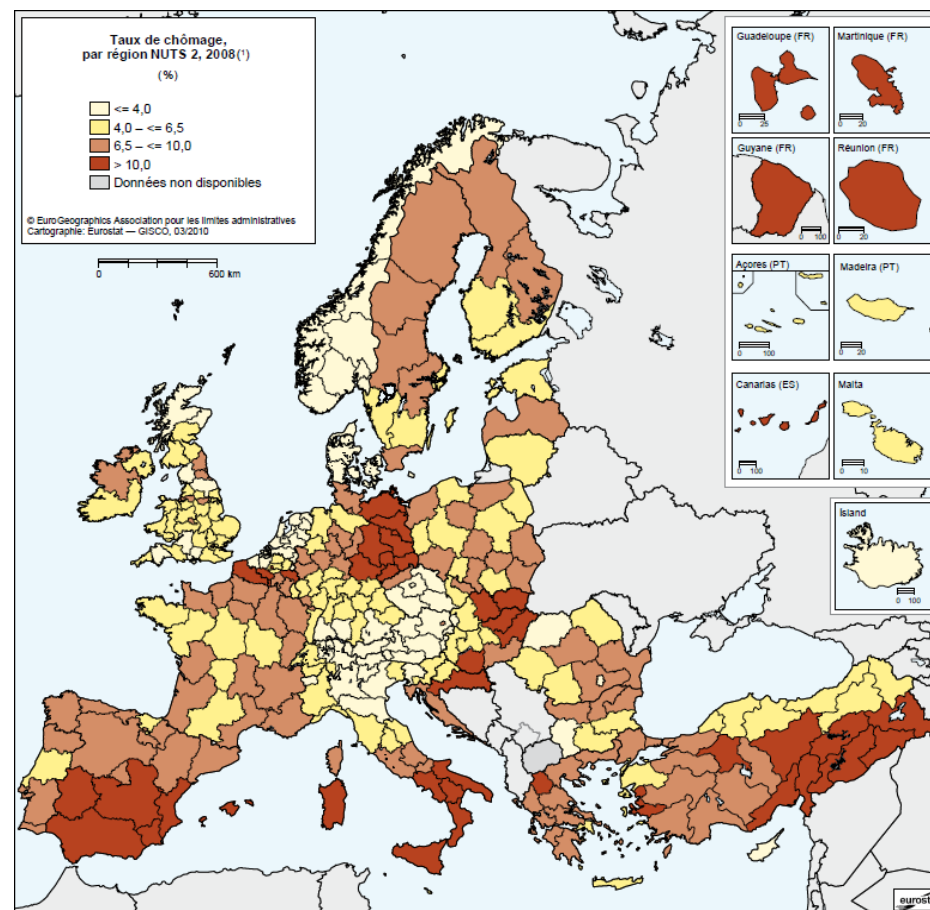 Taux de chômage,
par région NUTS 2, 2008(¹)
(%)
<= 4,0
4,0 – <= 6,5
6,5 – <= 10,0
> 10,0
Données non disponibles
© EuroGeographics Association pour les limites administratives
Cartographie: Eurostat — GISCO, 03/2010
0 600 km
Guadeloupe (FR)
0 25
Martinique (FR)
0 20
Guyane (FR)
0 100
Réunion (FR)
0 20
Açores (PT)
0 100
Madeira (PT)
0 20
Canarias (ES)
0 100
Malta
0 10
Ísland
0 100
eurost